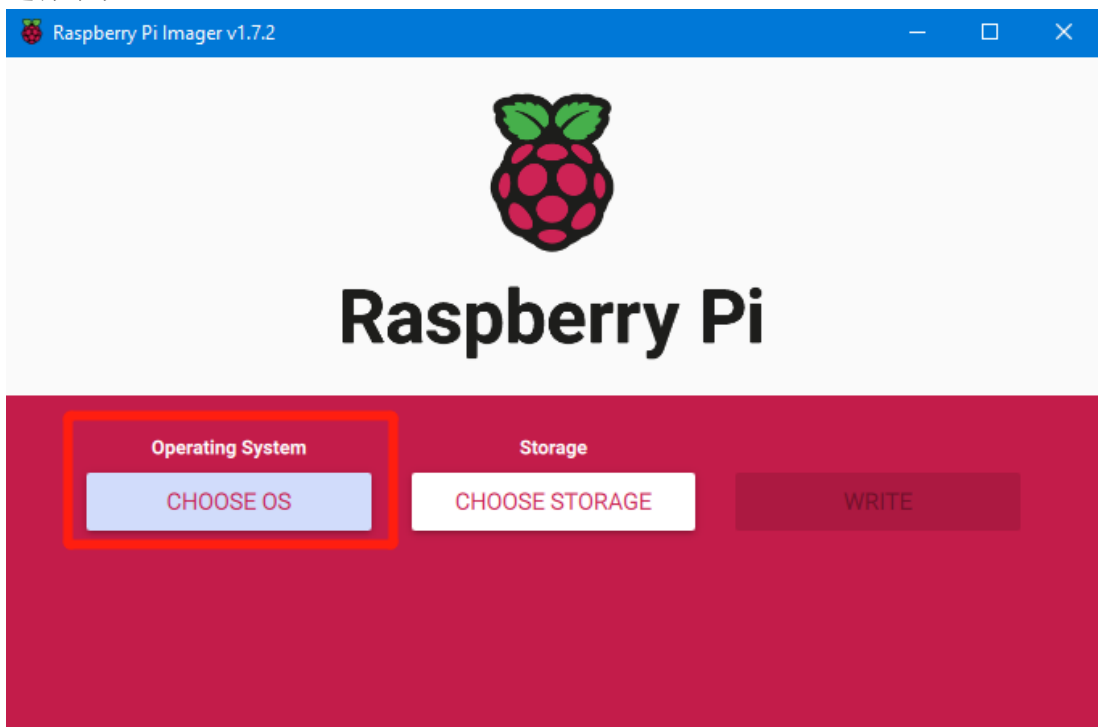 Raspberry Pi Imager v1.7.2
Raspberry Pi
Operating System
Storage
CHOOSE OS
CHOOSE STORAGE
WRITE